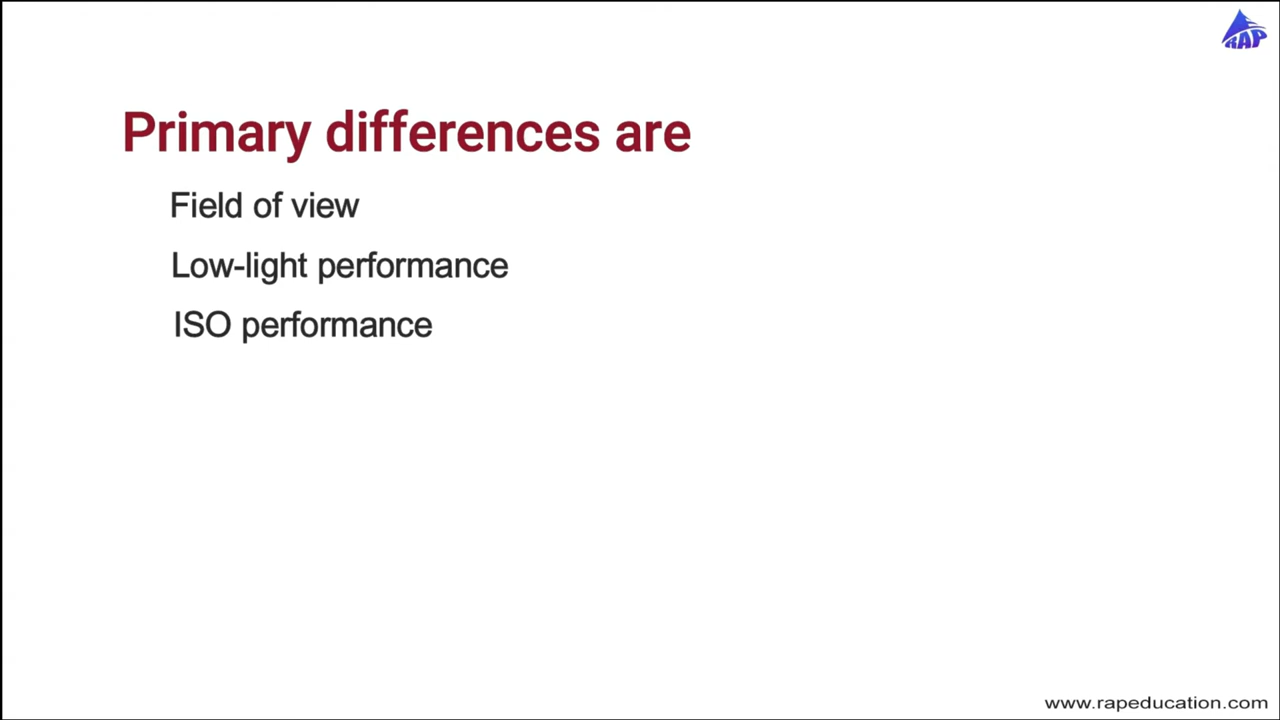 RAP
Primary differences are
Field of view
Low-light performance
ISO performance
www.rapeducation.com